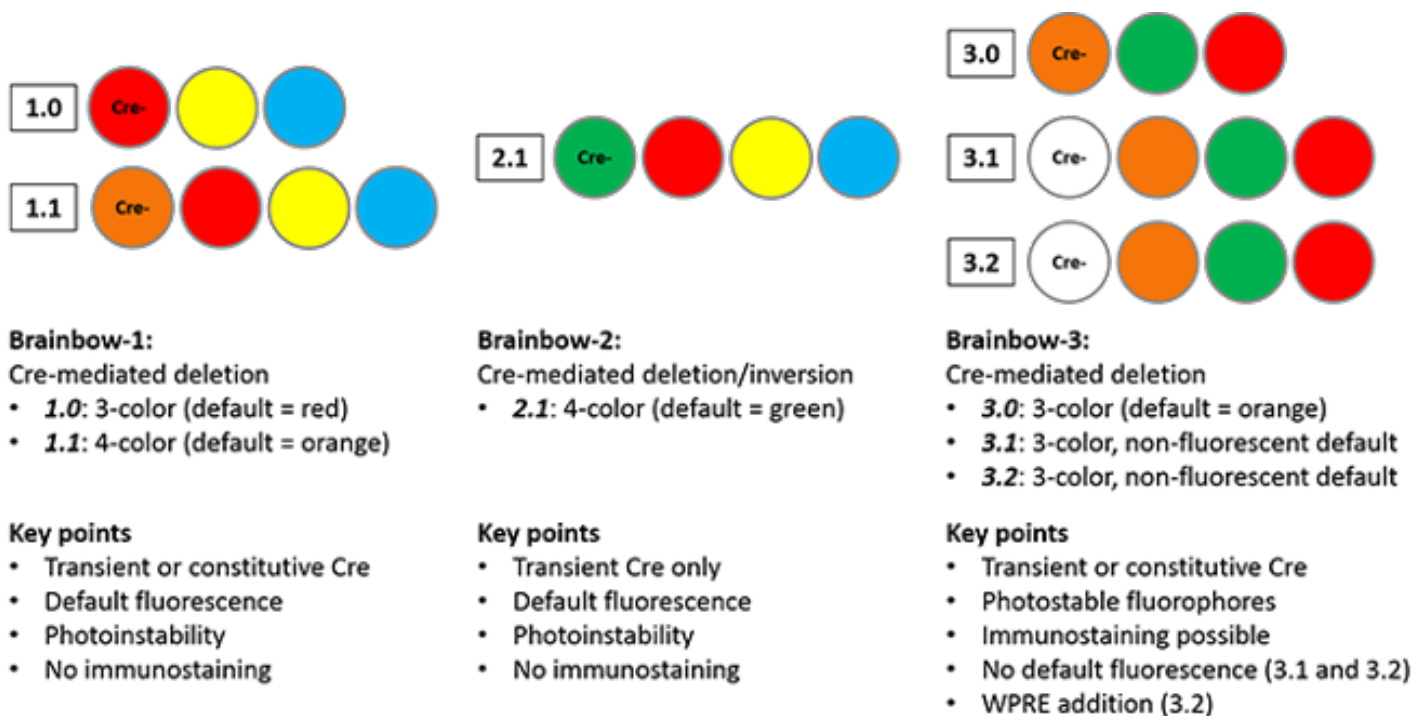 1.0 Cre-
1.1 Cre-
Brainbow-1:
Cre-mediated deletion
• 1.0: 3-color (default = red)
• 1.1: 4-color (default = orange)
Key points
• Transient or constitutive Cre
• Default fluorescence
• Photoinstability
• No immunostaining
2.1 Cre-
Brainbow-2:
Cre-mediated deletion/inversion
• 2.1: 4-color (default = green)
Key points
• Transient Cre only
• Default fluorescence
• Photoinstability
• No immunostaining
3.0 Cre-
3.1 Cre-
3.2 Cre-
Brainbow-3:
Cre-mediated deletion
• 3.0: 3-color (default = orange)
• 3.1: 3-color, non-fluorescent default
• 3.2: 3-color, non-fluorescent default
Key points
• Transient or constitutive Cre
• Photostable fluorophores
• Immunostaining possible
• No default fluorescence (3.1 and 3.2)
• WPRE addition (3.2)